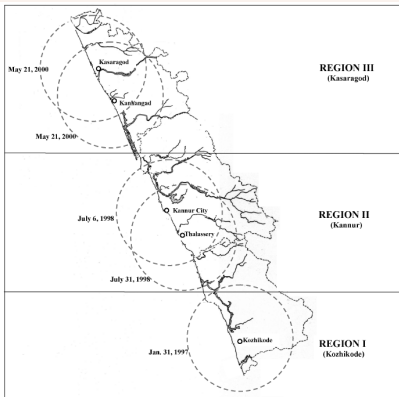 May 21, 2000
Kasaragod
REGION III
(Kasaragod)
Kanhangad
May 21, 2000
Kannur City
July 6, 1998
REGION II
(Kannur)
Thalassery
July 31, 1998
Kozhikode
REGION I
(Kozhikode)
Jan. 31, 1997